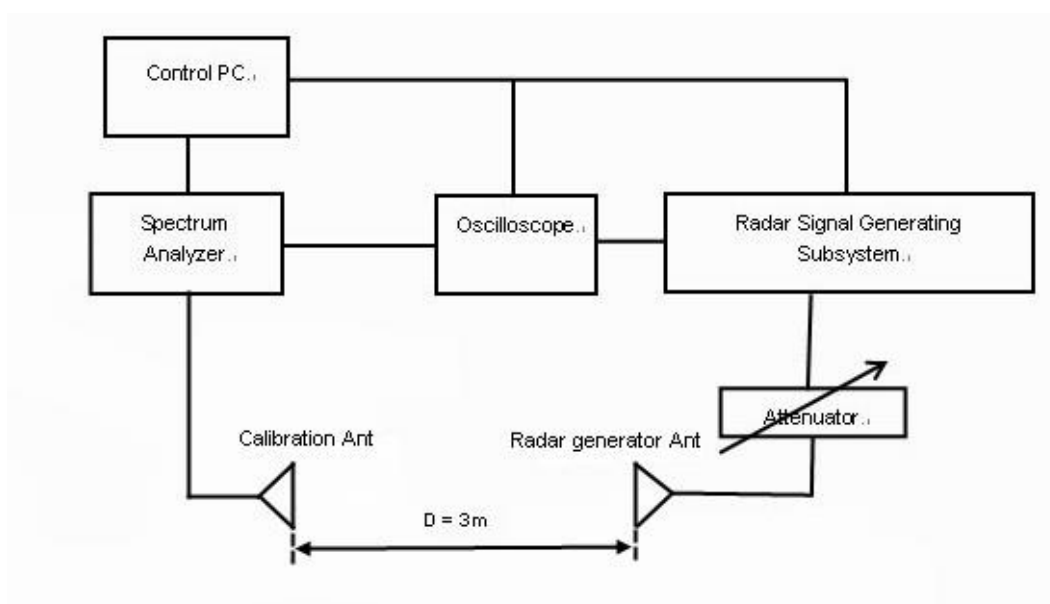 Control PC
Spectrum
Analyzer
Oscilloscope
Radar Signal Generating
Subsystem
Attenuator
Calibration Ant
Radar generator Ant
D = 3m